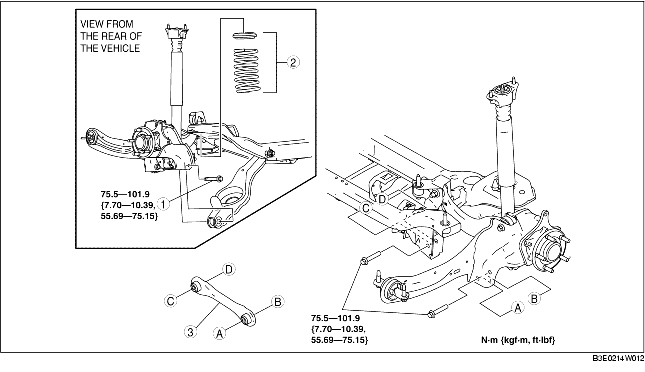 VIEW FROM
THE REAR OF
THE VEHICLE
2
75.5—101.9
{7.70—10.39,
55.69—75.15}
1
D
C
D
C
B
A
3
A
B
75.5—101.9
{7.70—10.39,
55.69—75.15}
N·m {kgf·m, ft·lbf}
B3E0214W012